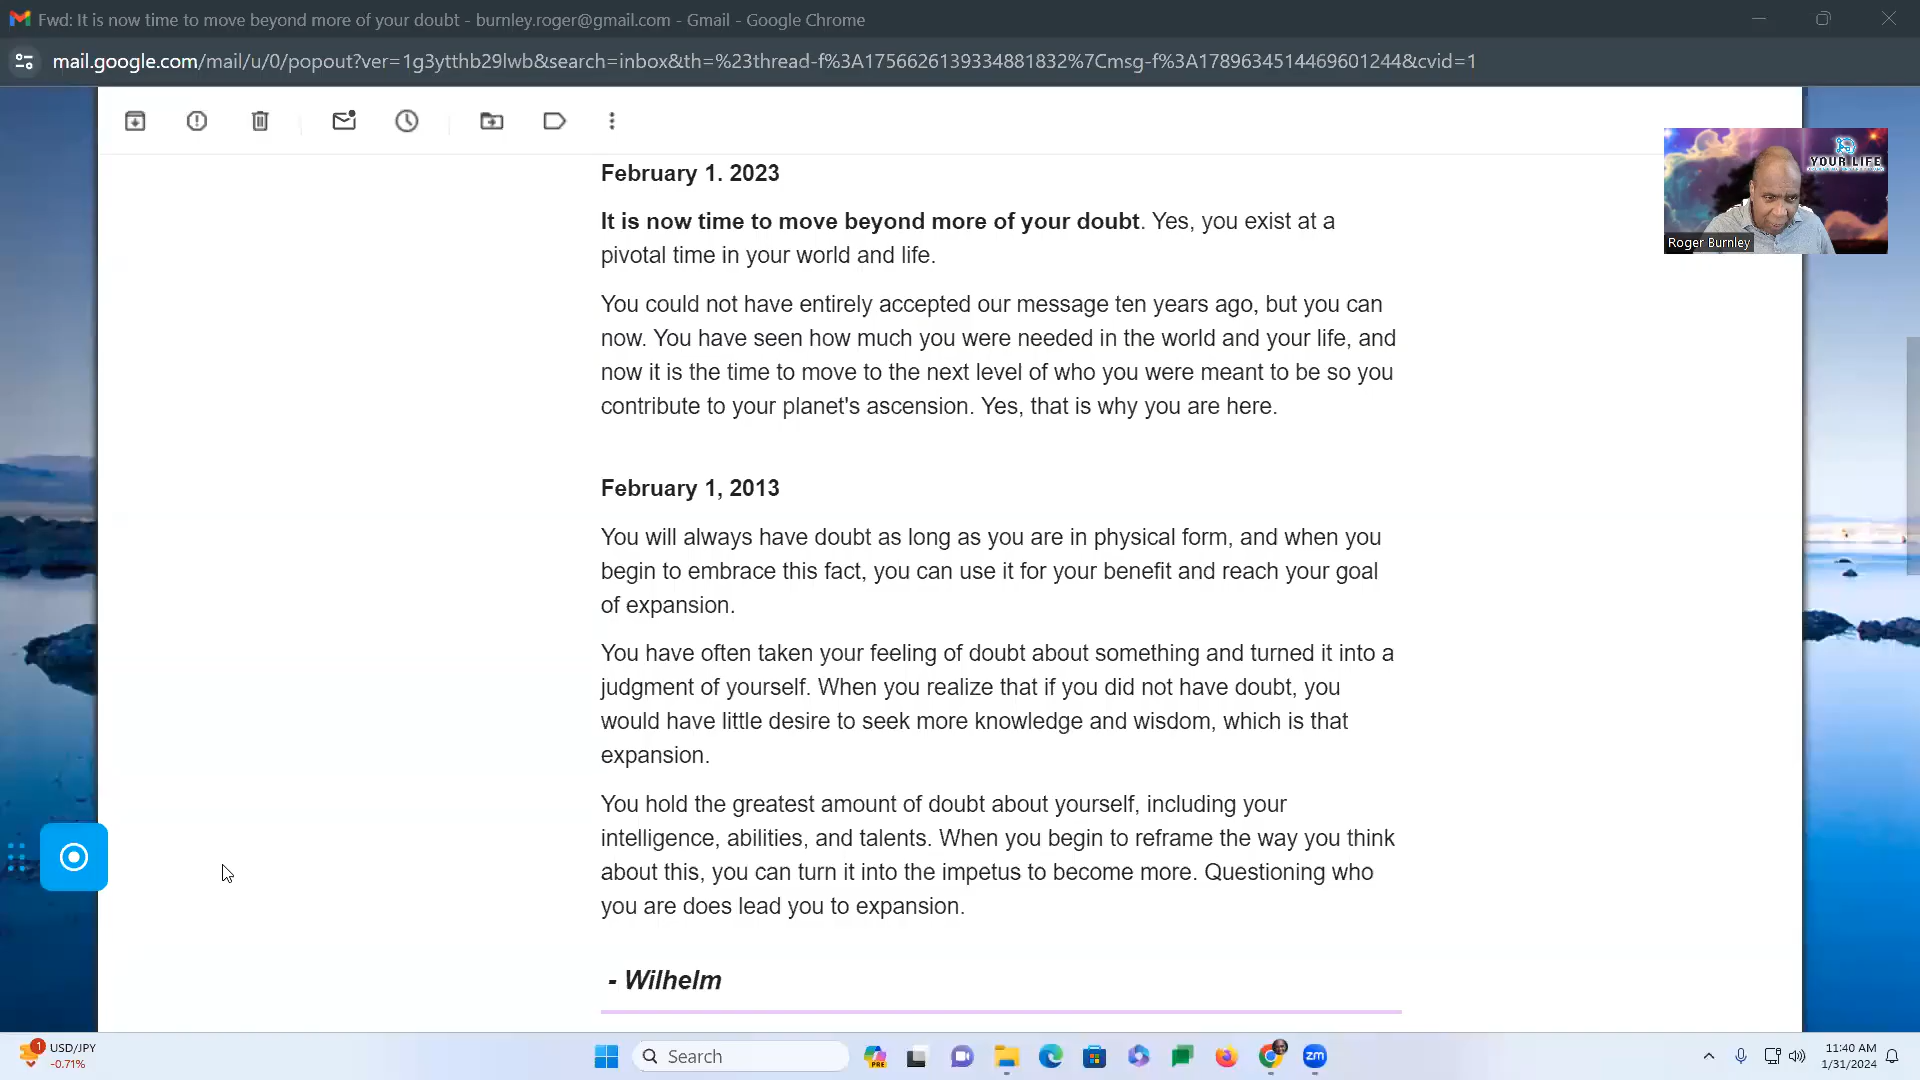 Fwd: It is now time to move beyond more of your doubt - burnley.roger@gmail.com - Gmail - Google Chrome
mail.google.com/mail/u/0/popout?ver=1g3ytthb29lwb&search=inbox&th=%23thread-f%3A1756626139334881832%7Cmsg-f%3A1789634514469601244&cvid=1
February 1. 2023
It is now time to move beyond more of your doubt. Yes, you exist at a
pivotal time in your world and life.
You could not have entirely accepted our message ten years ago, but you can
now. You have seen how much you were needed in the world and your life, and
now it is the time to move to the next level of who you were meant to be so you
contribute to your planet's ascension. Yes, that is why you are here.
February 1, 2013
You will always have doubt as long as you are in physical form, and when you
begin to embrace this fact, you can use it for your benefit and reach your goal
of expansion.
You have often taken your feeling of doubt about something and turned it into a
judgment of yourself. When you realize that if you did not have doubt, you
would have little desire to seek more knowledge and wisdom, which is that
expansion.
You hold the greatest amount of doubt about yourself, including your
intelligence, abilities, and talents. When you begin to reframe the way you think
about this, you can turn it into the impetus to become more. Questioning who
you are does lead you to expansion.
- Wilhelm
YOUR LIFE
Roger Burnley
1
USD/JPY
-0.71%
Search
PRE
zm
11:40 AM
1/31/2024